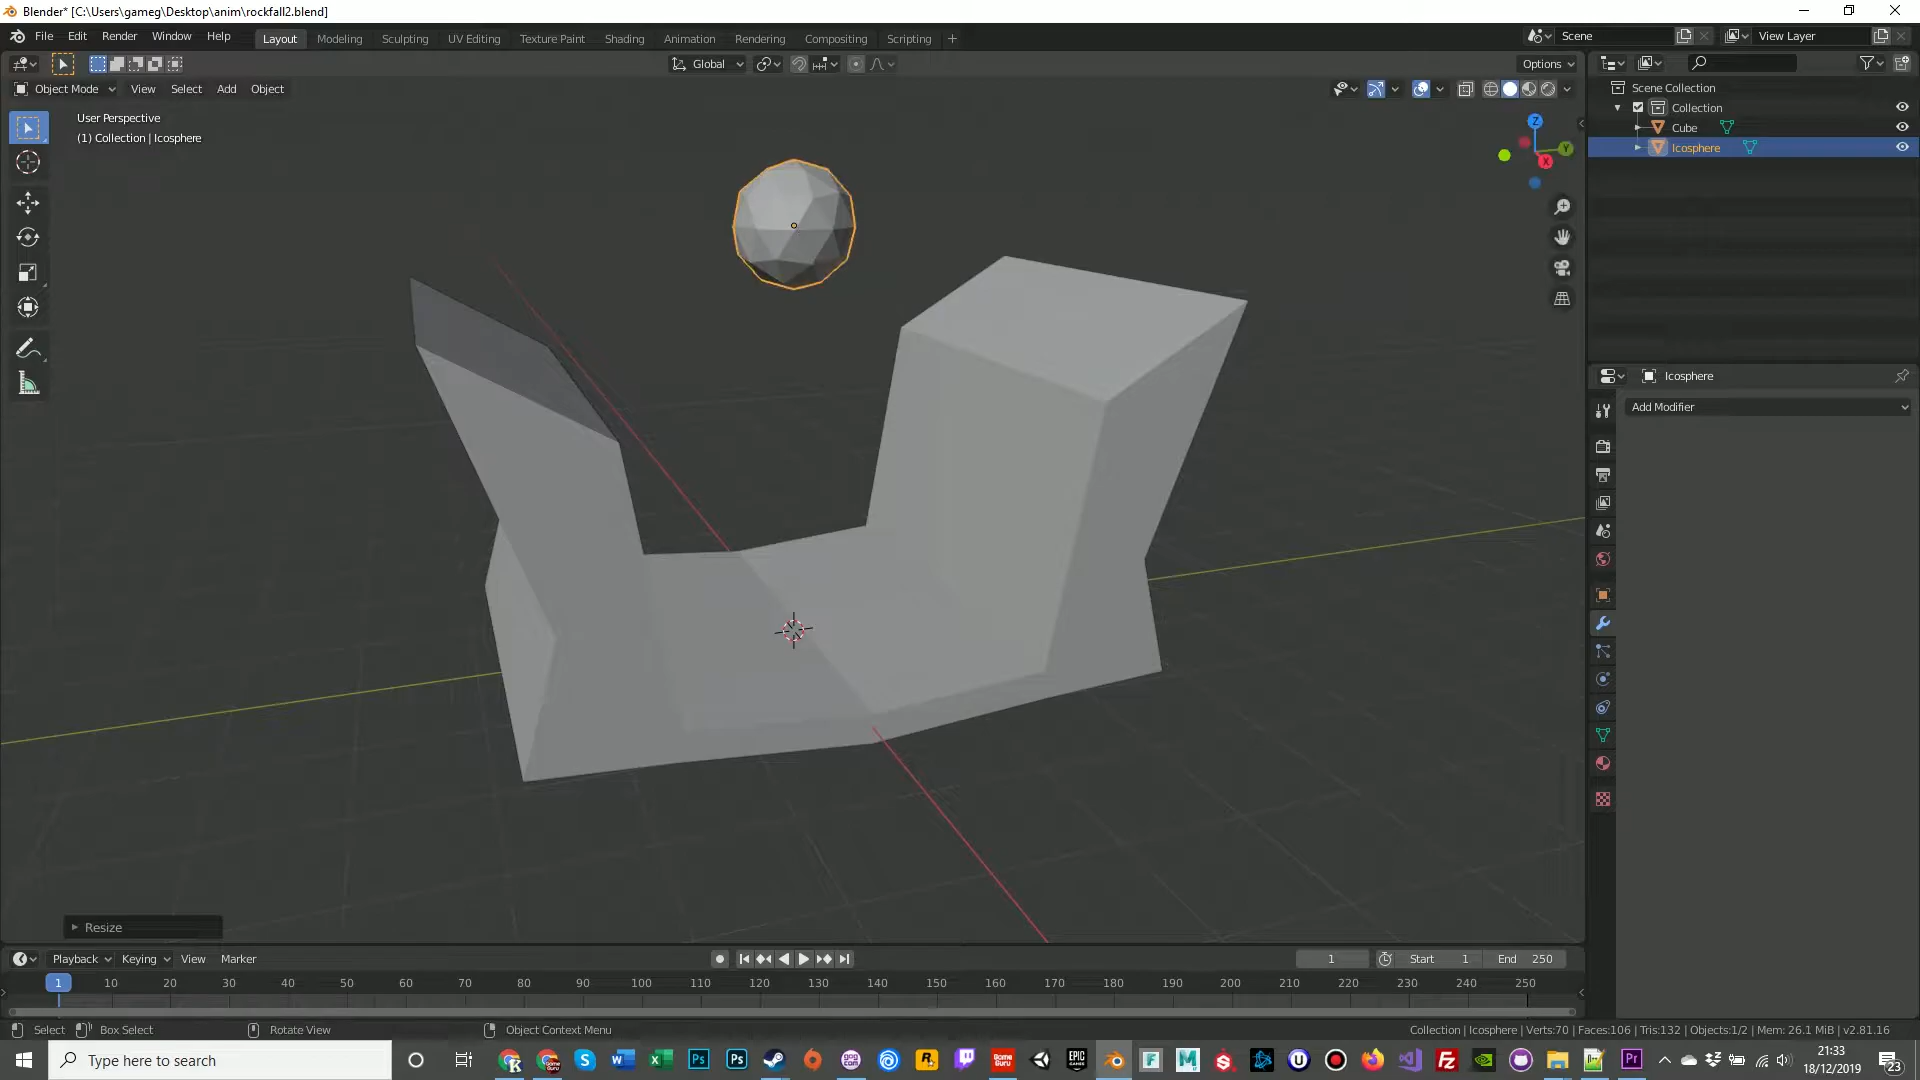 Blender* [C:\Users\gameg\Desktop\anim\rockfall2.blend]
File Edit Render Window Help
Layout Modeling Sculpting UV Editing Texture Paint Shading Animation Rendering Compositing Scripting +
Scene
View Layer
Global
Options
Object Mode View Select Add Object
User Perspective
(1) Collection | Icosphere
Z
Y
X
Scene Collection
Collection
Cube
Icosphere
Icosphere
Add Modifier
Resize
Playback Keying View Marker
1
Start 1
End 250
1 10 20 30 40 50 60 70 80 90 100 110 120 130 140 150 160 170 180 190 200 210 220 230 240 250
Select Box Select Rotate View Object Context Menu
Collection | Icosphere | Verts:70 | Faces:106 | Tris:132 | Objects:1/2 | Mem: 26.1 MiB | v2.81.16
Type here to search
21:33
18/12/2019
23